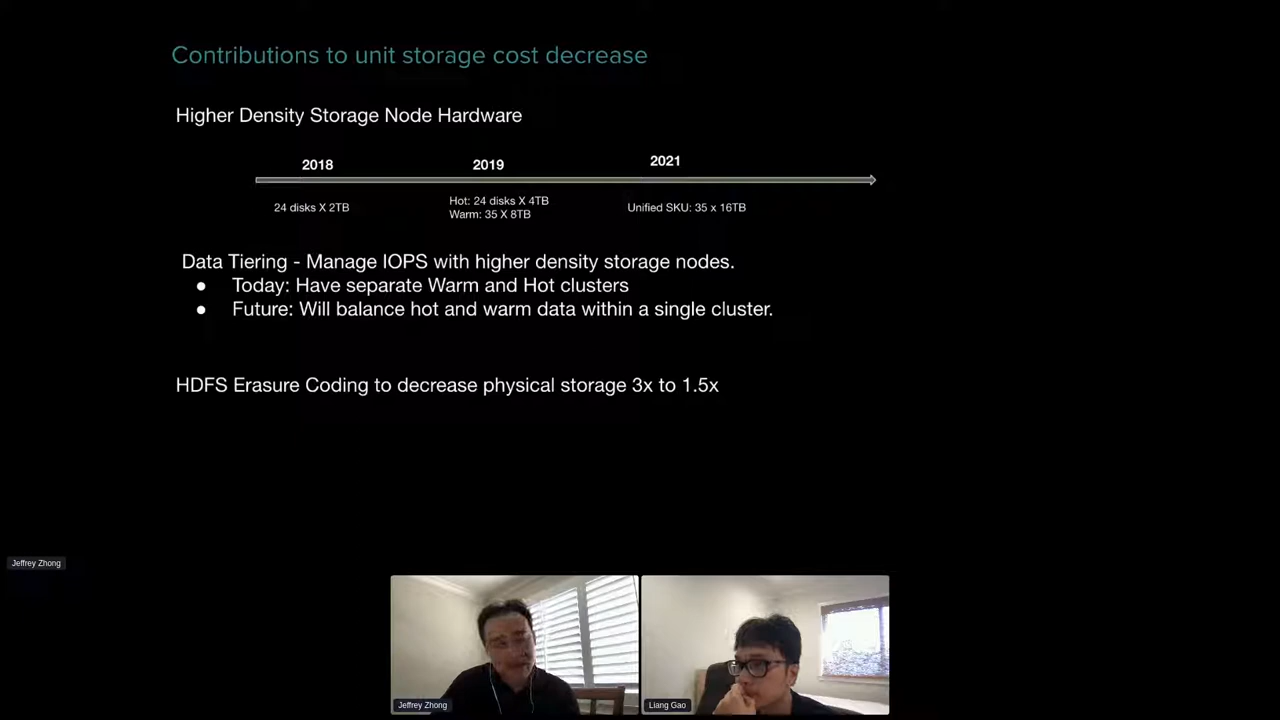 Contributions to unit storage cost decrease
Higher Density Storage Node Hardware
2018
2019
2021
24 disks X 2TB
Hot: 24 disks X 4TB
Warm: 35 X 8TB
Unified SKU: 35 x 16TB
Data Tiering - Manage IOPS with higher density storage nodes.
● Today: Have separate Warm and Hot clusters
● Future: Will balance hot and warm data within a single cluster.
HDFS Erasure Coding to decrease physical storage 3x to 1.5x
Jeffrey Zhong
Jeffrey Zhong
Liang Gao